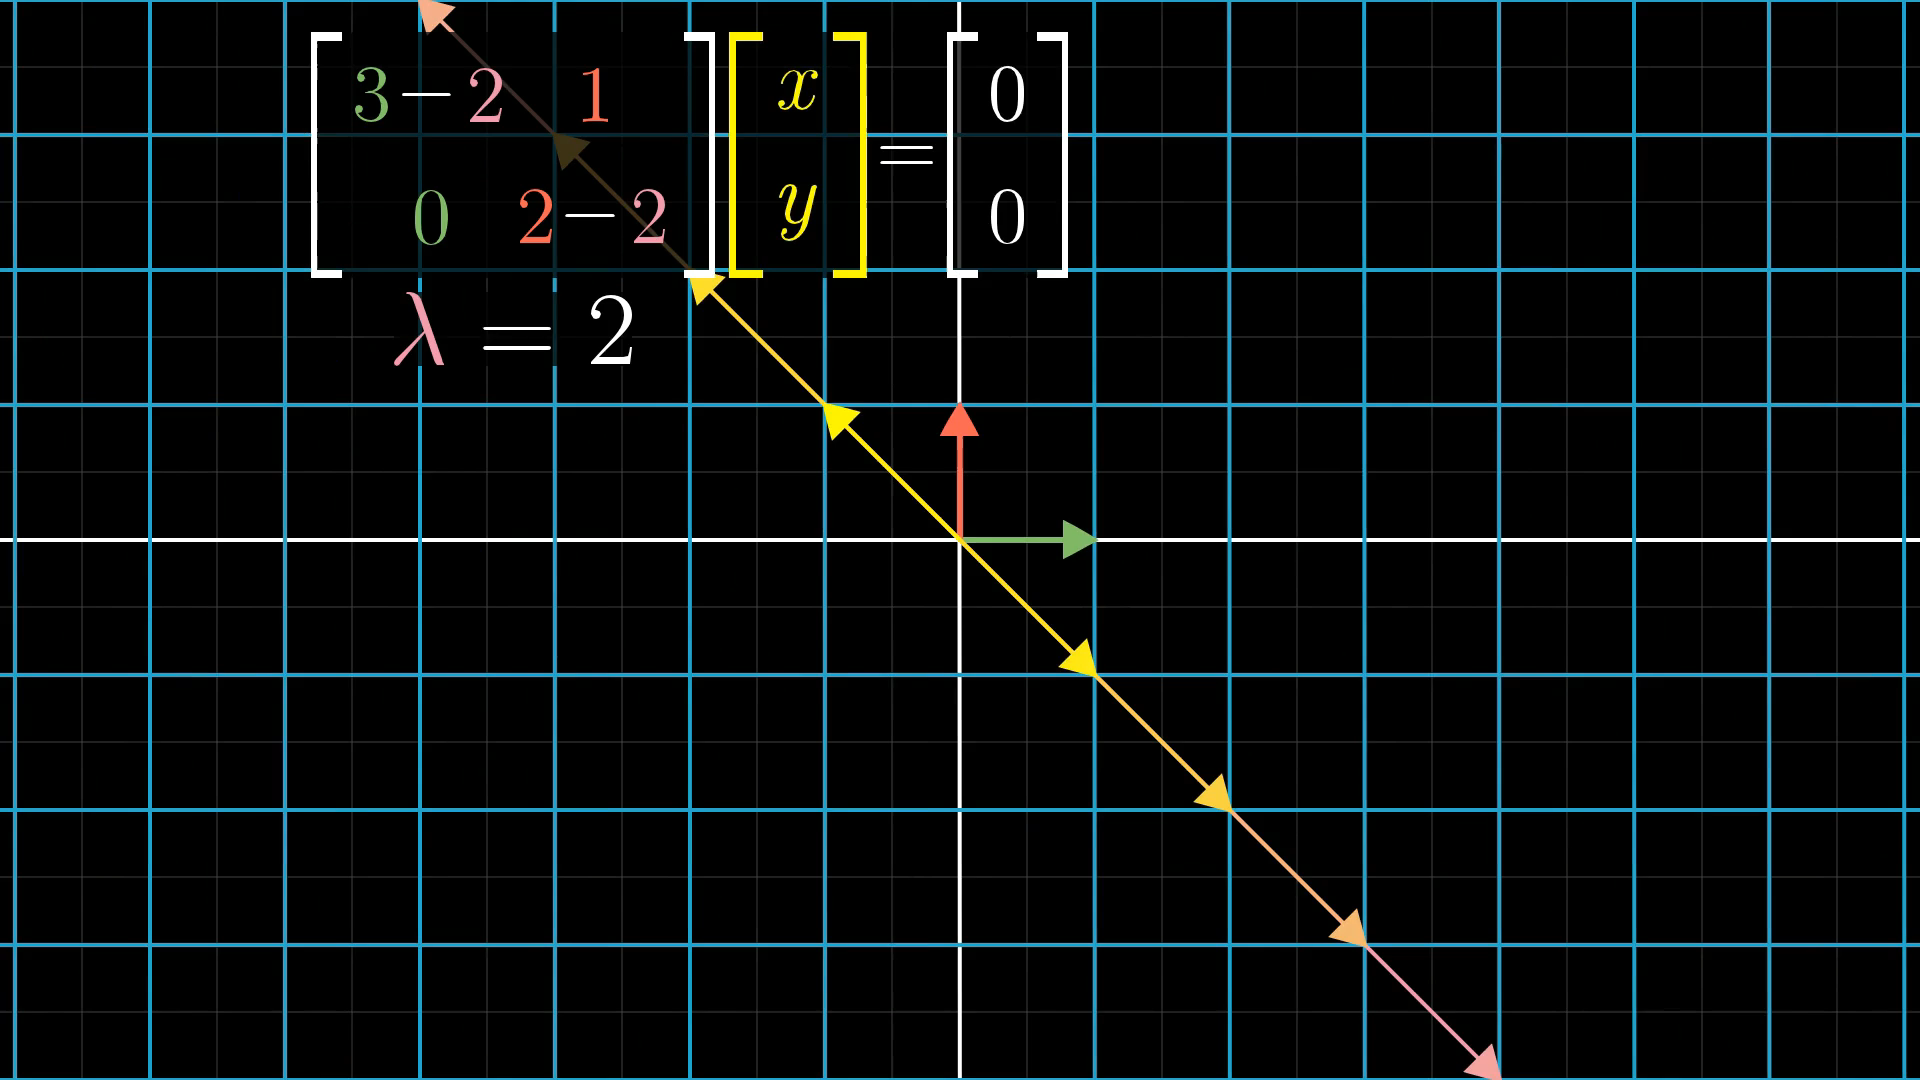 [3−2 1] [x] = [0]
[0 2−2] [y] [0]
λ = 2